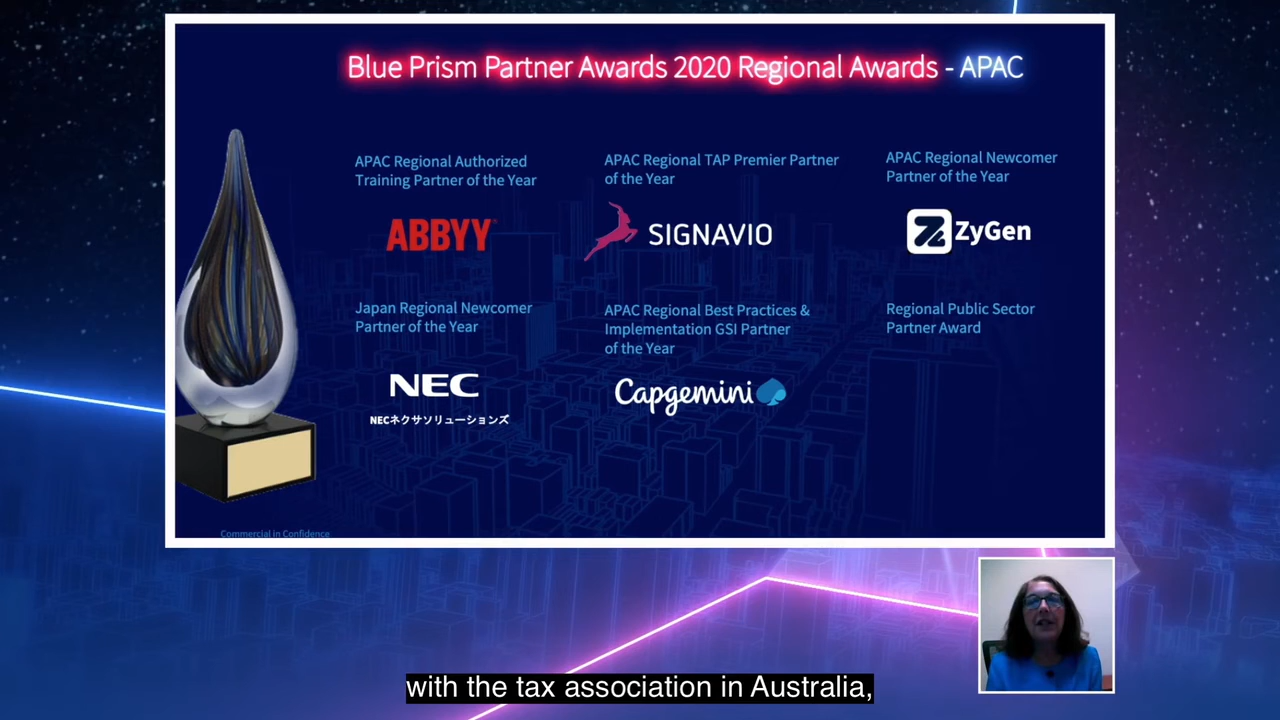 Blue Prism Partner Awards 2020 Regional Awards - APAC
APAC Regional Authorized
Training Partner of the Year
ABBYY
APAC Regional TAP Premier Partner
of the Year
SIGNAVIO
APAC Regional Newcomer
Partner of the Year
ZyGen
Japan Regional Newcomer
Partner of the Year
NEC
NECネクサソリューションズ
APAC Regional Best Practices &
Implementation GSI Partner
of the Year
Capgemini
Regional Public Sector
Partner Award
Commercial in Confidence
with the tax association in Australia,